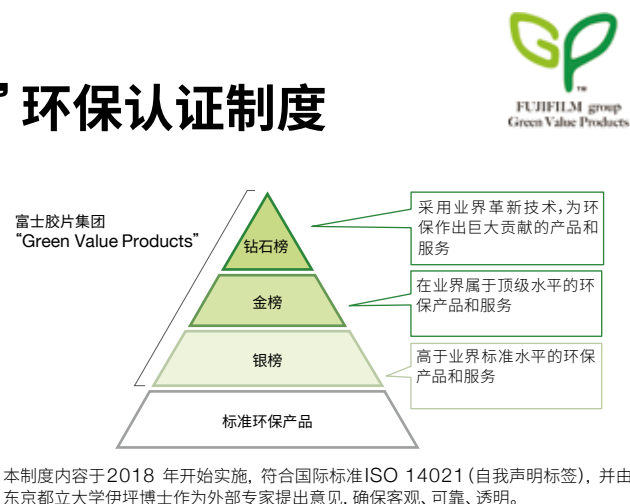 GP
TM
FUJIFILM group
Green Value Products
”环保认证制度
富士胶片集团
“Green Value Products”
钻石榜
金榜
银榜
标准环保产品
采用业界革新技术,为环
保作出巨大贡献的产品和
服务
在业界属于顶级水平的环
保产品和服务
高于业界标准水平的环保
产品和服务
本制度内容于2018 年开始实施, 符合国际标准ISO 14021(自我声明标签), 并由
东京都立大学伊坪博士作为外部专家提出意见, 确保客观、可靠、透明。